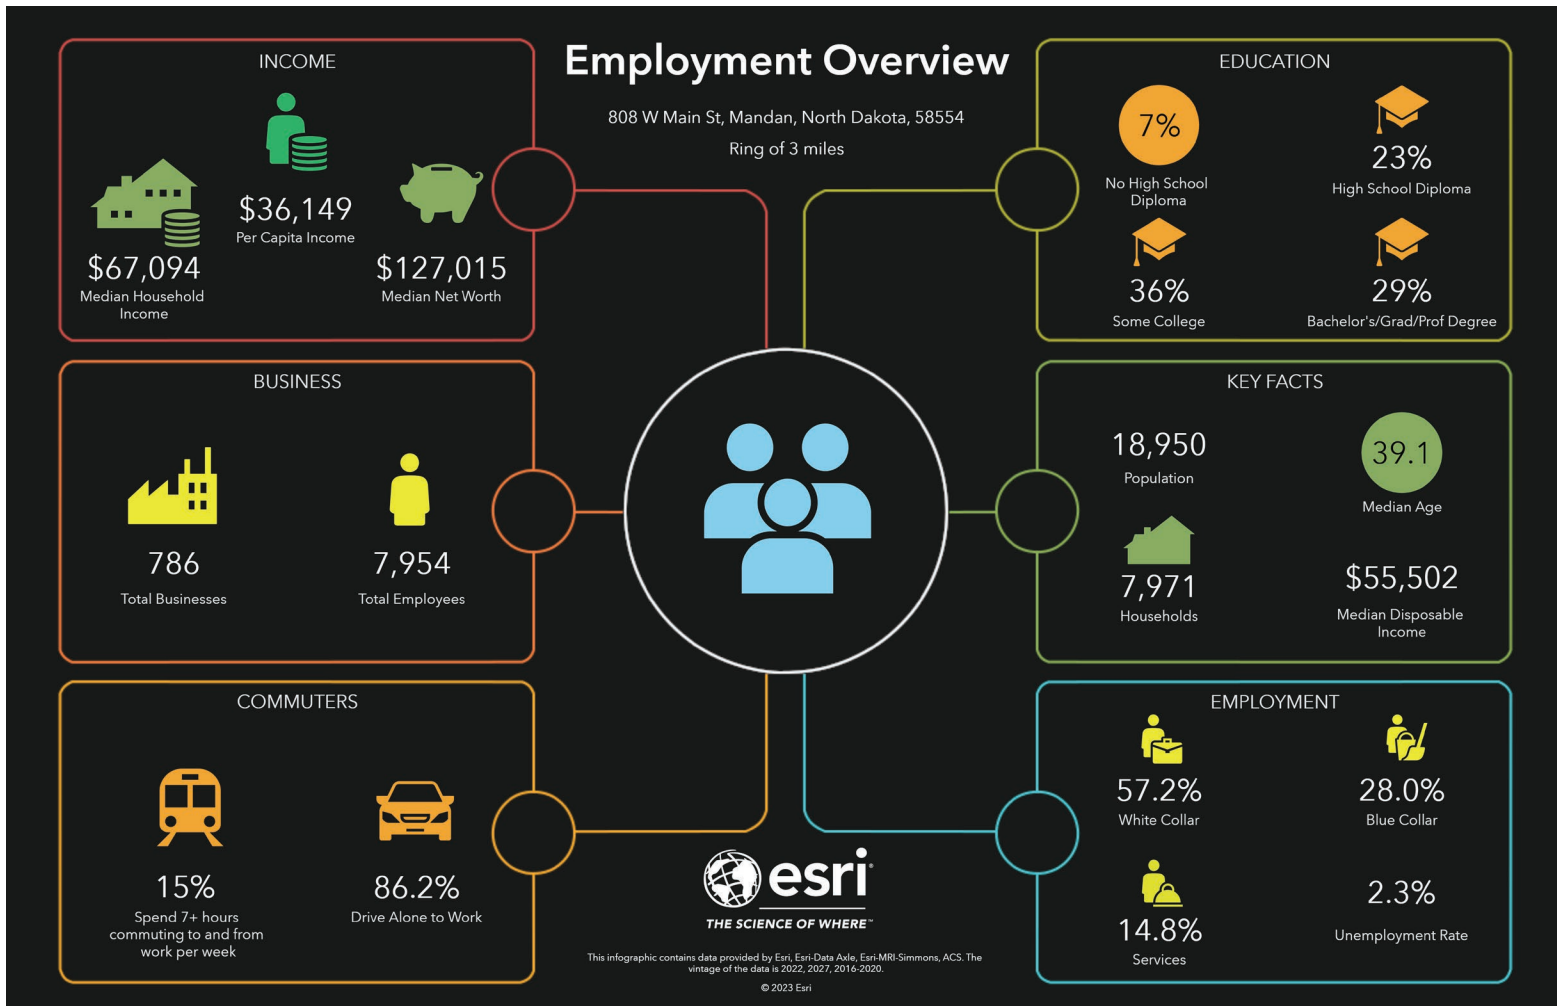 Employment Overview
808 W Main St, Mandan, North Dakota, 58554
Ring of 3 miles
INCOME
$36,149
Per Capita Income
$67,094
Median Household
Income
$127,015
Median Net Worth
EDUCATION
7%
No High School
Diploma
23%
High School Diploma
36%
Some College
29%
Bachelor's/Grad/Prof Degree
BUSINESS
786
Total Businesses
7,954
Total Employees
KEY FACTS
18,950
Population
39.1
Median Age
7,971
Households
$55,502
Median Disposable
Income
COMMUTERS
15%
Spend 7+ hours
commuting to and from
work per week
86.2%
Drive Alone to Work
EMPLOYMENT
57.2%
White Collar
28.0%
Blue Collar
14.8%
Services
2.3%
Unemployment Rate
esri®
THE SCIENCE OF WHERE™
This infographic contains data provided by Esri, Esri-Data Axle, Esri-MRI-Simmons, ACS. The
vintage of the data is 2022, 2027, 2016-2020.
© 2023 Esri